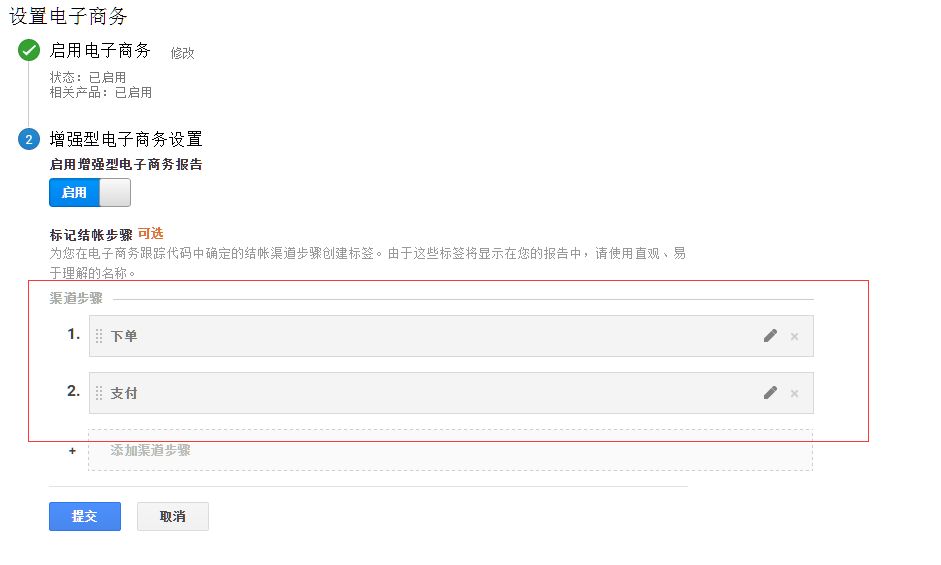 设置电子商务
启用电子商务 修改
状态：已启用
相关产品：已启用
2 增强型电子商务设置
启用增强型电子商务报告
启用
标记结帐步骤 可选
为您在电子商务跟踪代码中确定的结帐渠道步骤创建标签。由于这些标签将显示在您的报告中，请使用直观、易
于理解的名称。
渠道步骤
1. 下单
2. 支付
+ 添加渠道步骤
提交 取消